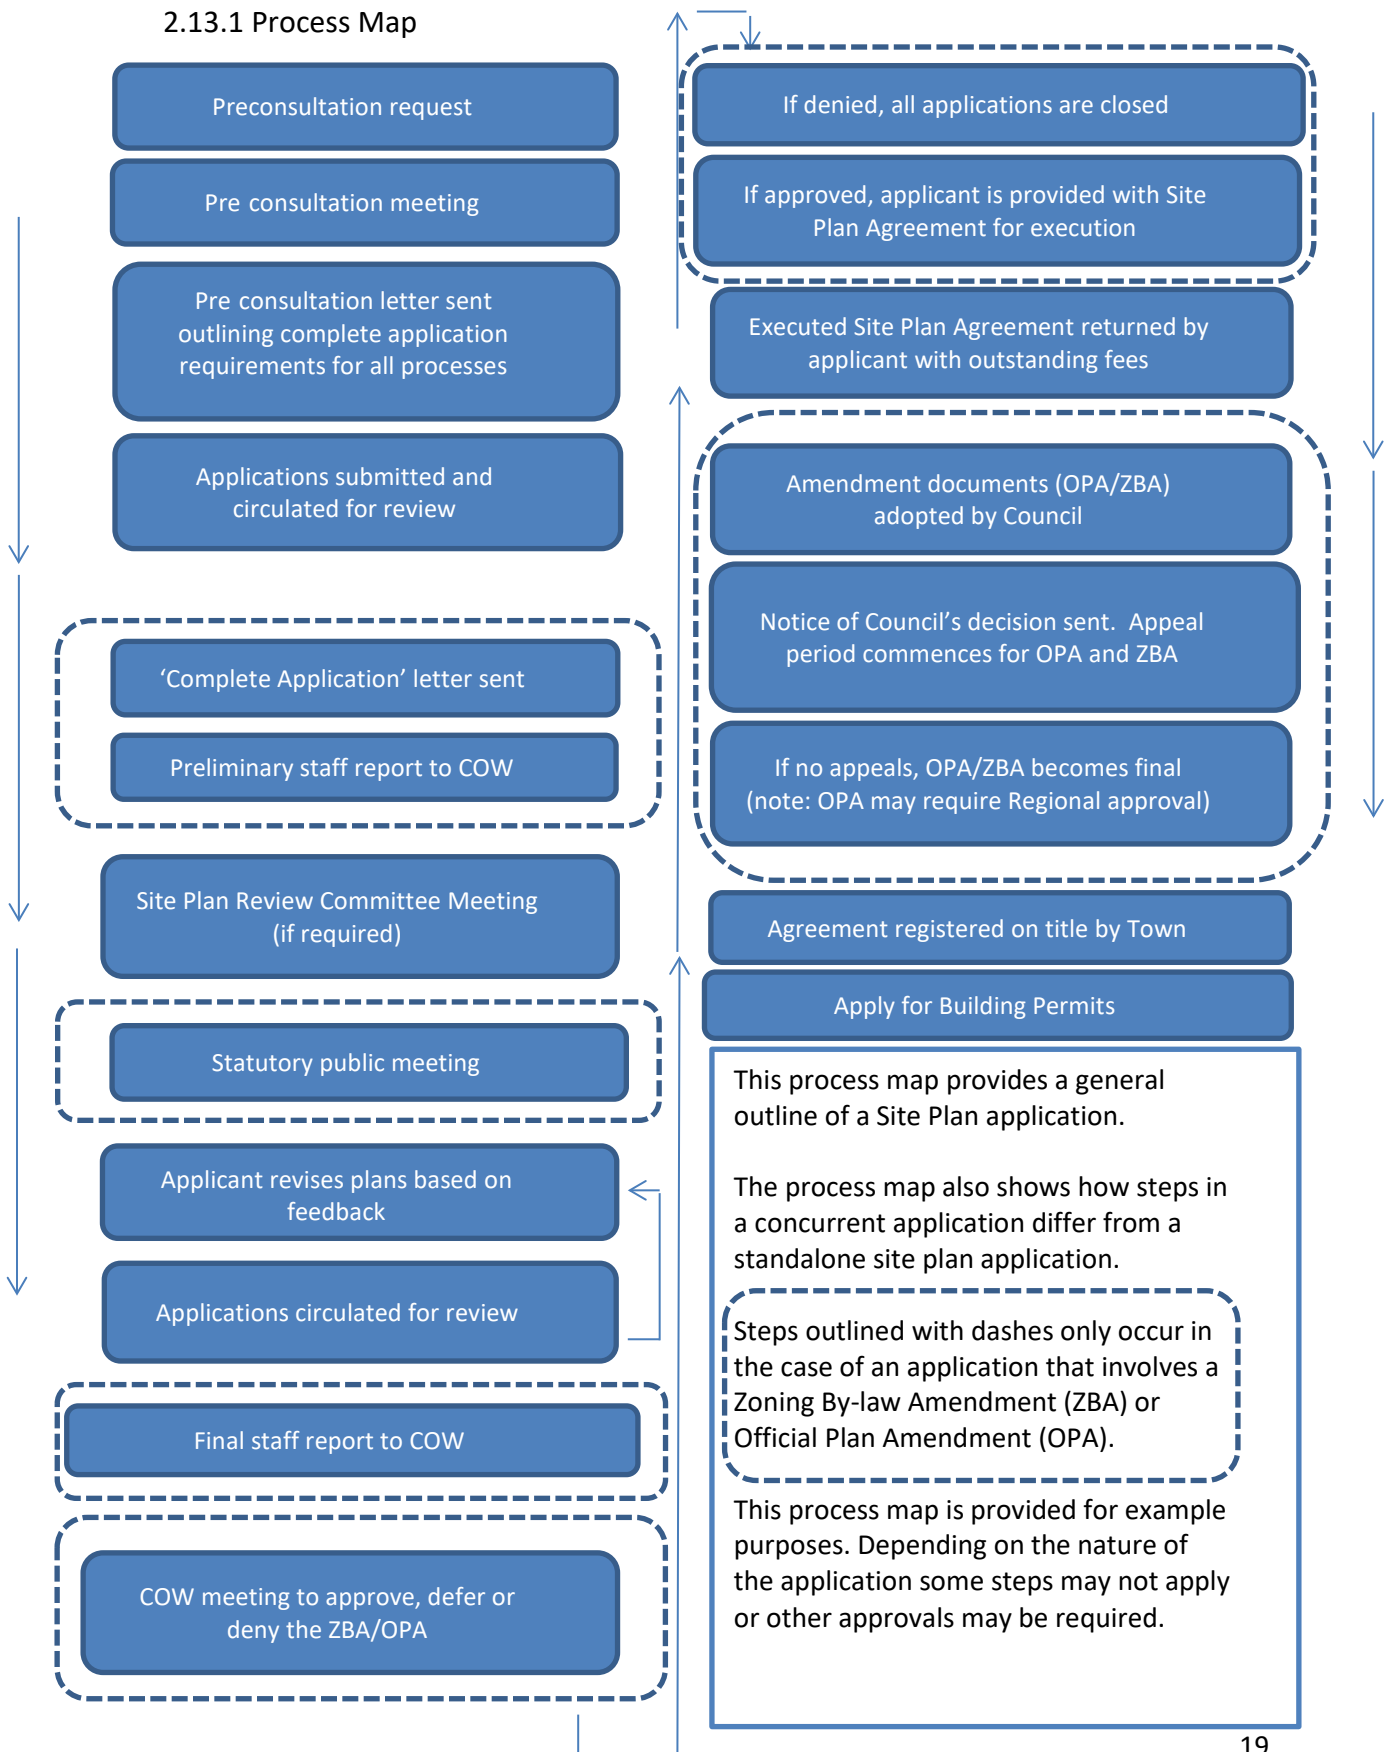 2.13.1 Process Map
Preconsultation request
Pre consultation meeting
Pre consultation letter sent
outlining complete application
requirements for all processes
Applications submitted and
circulated for review
‘Complete Application’ letter sent
Preliminary staff report to COW
Site Plan Review Committee Meeting
(if required)
Statutory public meeting
Applicant revises plans based on
feedback
Applications circulated for review
Final staff report to COW
COW meeting to approve, defer or
deny the ZBA/OPA
If denied, all applications are closed
If approved, applicant is provided with Site
Plan Agreement for execution
Executed Site Plan Agreement returned by
applicant with outstanding fees
Amendment documents (OPA/ZBA)
adopted by Council
Notice of Council’s decision sent.  Appeal
period commences for OPA and ZBA
If no appeals, OPA/ZBA becomes final
(note: OPA may require Regional approval)
Agreement registered on title by Town
Apply for Building Permits
This process map provides a general
outline of a Site Plan application.
The process map also shows how steps in
a concurrent application differ from a
standalone site plan application.
Steps outlined with dashes only occur in
the case of an application that involves a
Zoning By-law Amendment (ZBA) or
Official Plan Amendment (OPA).
This process map is provided for example
purposes. Depending on the nature of
the application some steps may not apply
or other approvals may be required.
19